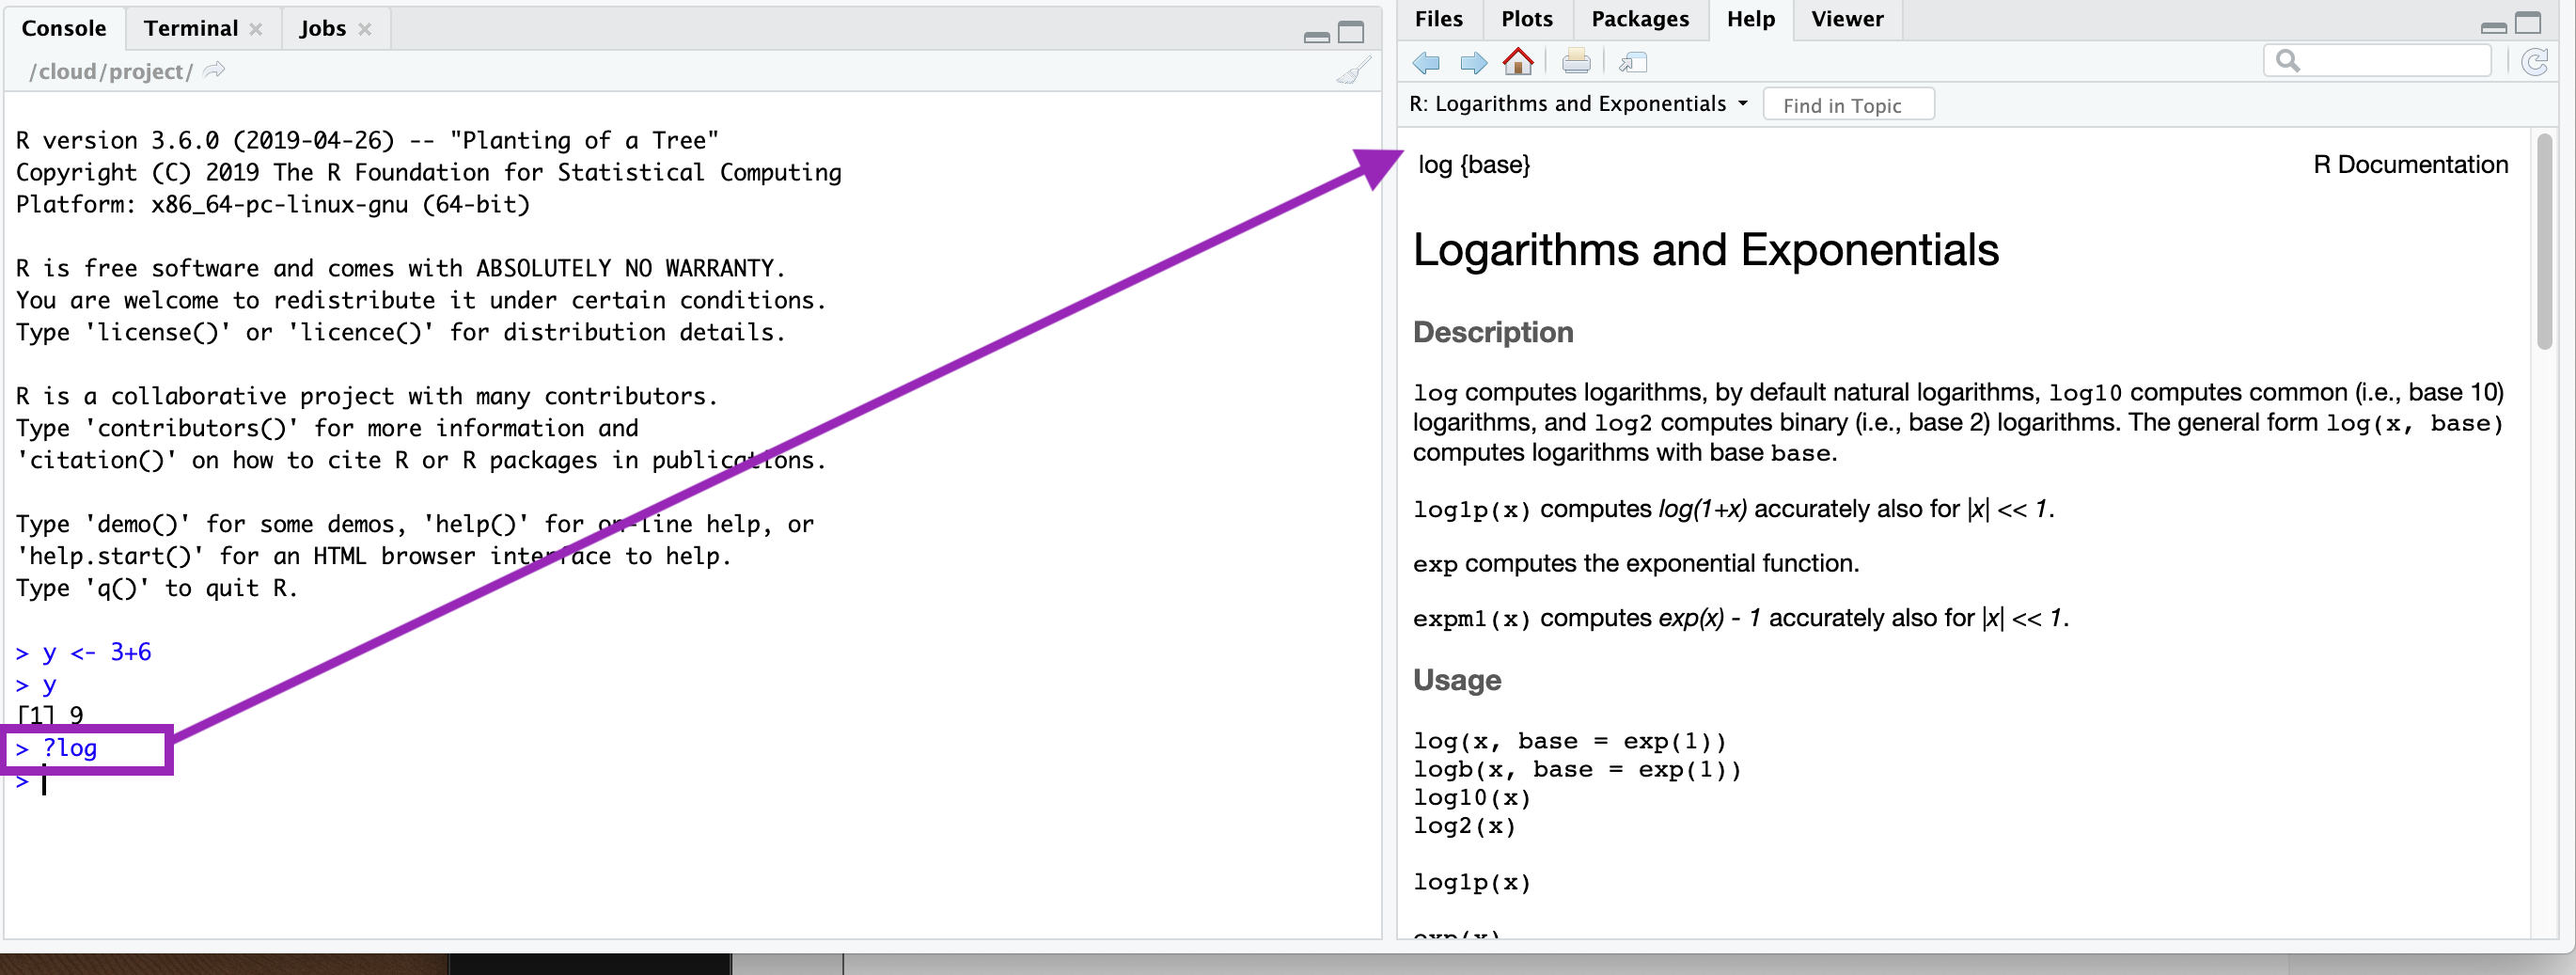 Console Terminal × Jobs ×
/cloud/project/
R version 3.6.0 (2019-04-26) -- "Planting of a Tree"
Copyright (C) 2019 The R Foundation for Statistical Computing
Platform: x86_64-pc-linux-gnu (64-bit)
R is free software and comes with ABSOLUTELY NO WARRANTY.
You are welcome to redistribute it under certain conditions.
Type 'license()' or 'licence()' for distribution details.
R is a collaborative project with many contributors.
Type 'contributors()' for more information and
'citation()' on how to cite R or R packages in publications.
Type 'demo()' for some demos, 'help()' for on-line help, or
'help.start()' for an HTML browser interface to help.
Type 'q()' to quit R.
> y <- 3+6
> y
[1] 9
> ?log
>
Files Plots Packages Help Viewer
R: Logarithms and Exponentials Find in Topic
log {base} R Documentation
Logarithms and Exponentials
Description
log computes logarithms, by default natural logarithms, log10 computes common (i.e., base 10)
logarithms, and log2 computes binary (i.e., base 2) logarithms. The general form log(x, base)
computes logarithms with base base.
log1p(x) computes log(1+x) accurately also for |x| << 1.
exp computes the exponential function.
expm1(x) computes exp(x) - 1 accurately also for |x| << 1.
Usage
log(x, base = exp(1))
logb(x, base = exp(1))
log10(x)
log2(x)
log1p(x)
exp(x)